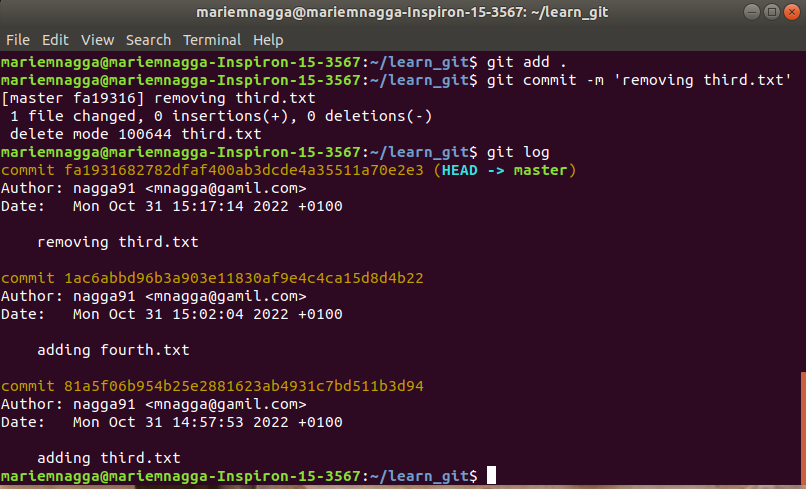 mariemnagga@mariemnagga-Inspiron-15-3567: ~/learn_git
File Edit View Search Terminal Help
mariemnagga@mariemnagga-Inspiron-15-3567:~/learn_git$ git add .
mariemnagga@mariemnagga-Inspiron-15-3567:~/learn_git$ git commit -m 'removing third.txt'
[master fa19316] removing third.txt
 1 file changed, 0 insertions(+), 0 deletions(-)
 delete mode 100644 third.txt
mariemnagga@mariemnagga-Inspiron-15-3567:~/learn_git$ git log
commit fa1931682782dfaf400ab3dcde4a35511a70e2e3 (HEAD -> master)
Author: nagga91 <mnagga@gamil.com>
Date:   Mon Oct 31 15:17:14 2022 +0100
    removing third.txt
commit 1ac6abbd96b3a903e11830af9e4c4ca15d8d4b22
Author: nagga91 <mnagga@gamil.com>
Date:   Mon Oct 31 15:02:04 2022 +0100
    adding fourth.txt
commit 81a5f06b954b25e2881623ab4931c7bd511b3d94
Author: nagga91 <mnagga@gamil.com>
Date:   Mon Oct 31 14:57:53 2022 +0100
    adding third.txt
mariemnagga@mariemnagga-Inspiron-15-3567:~/learn_git$